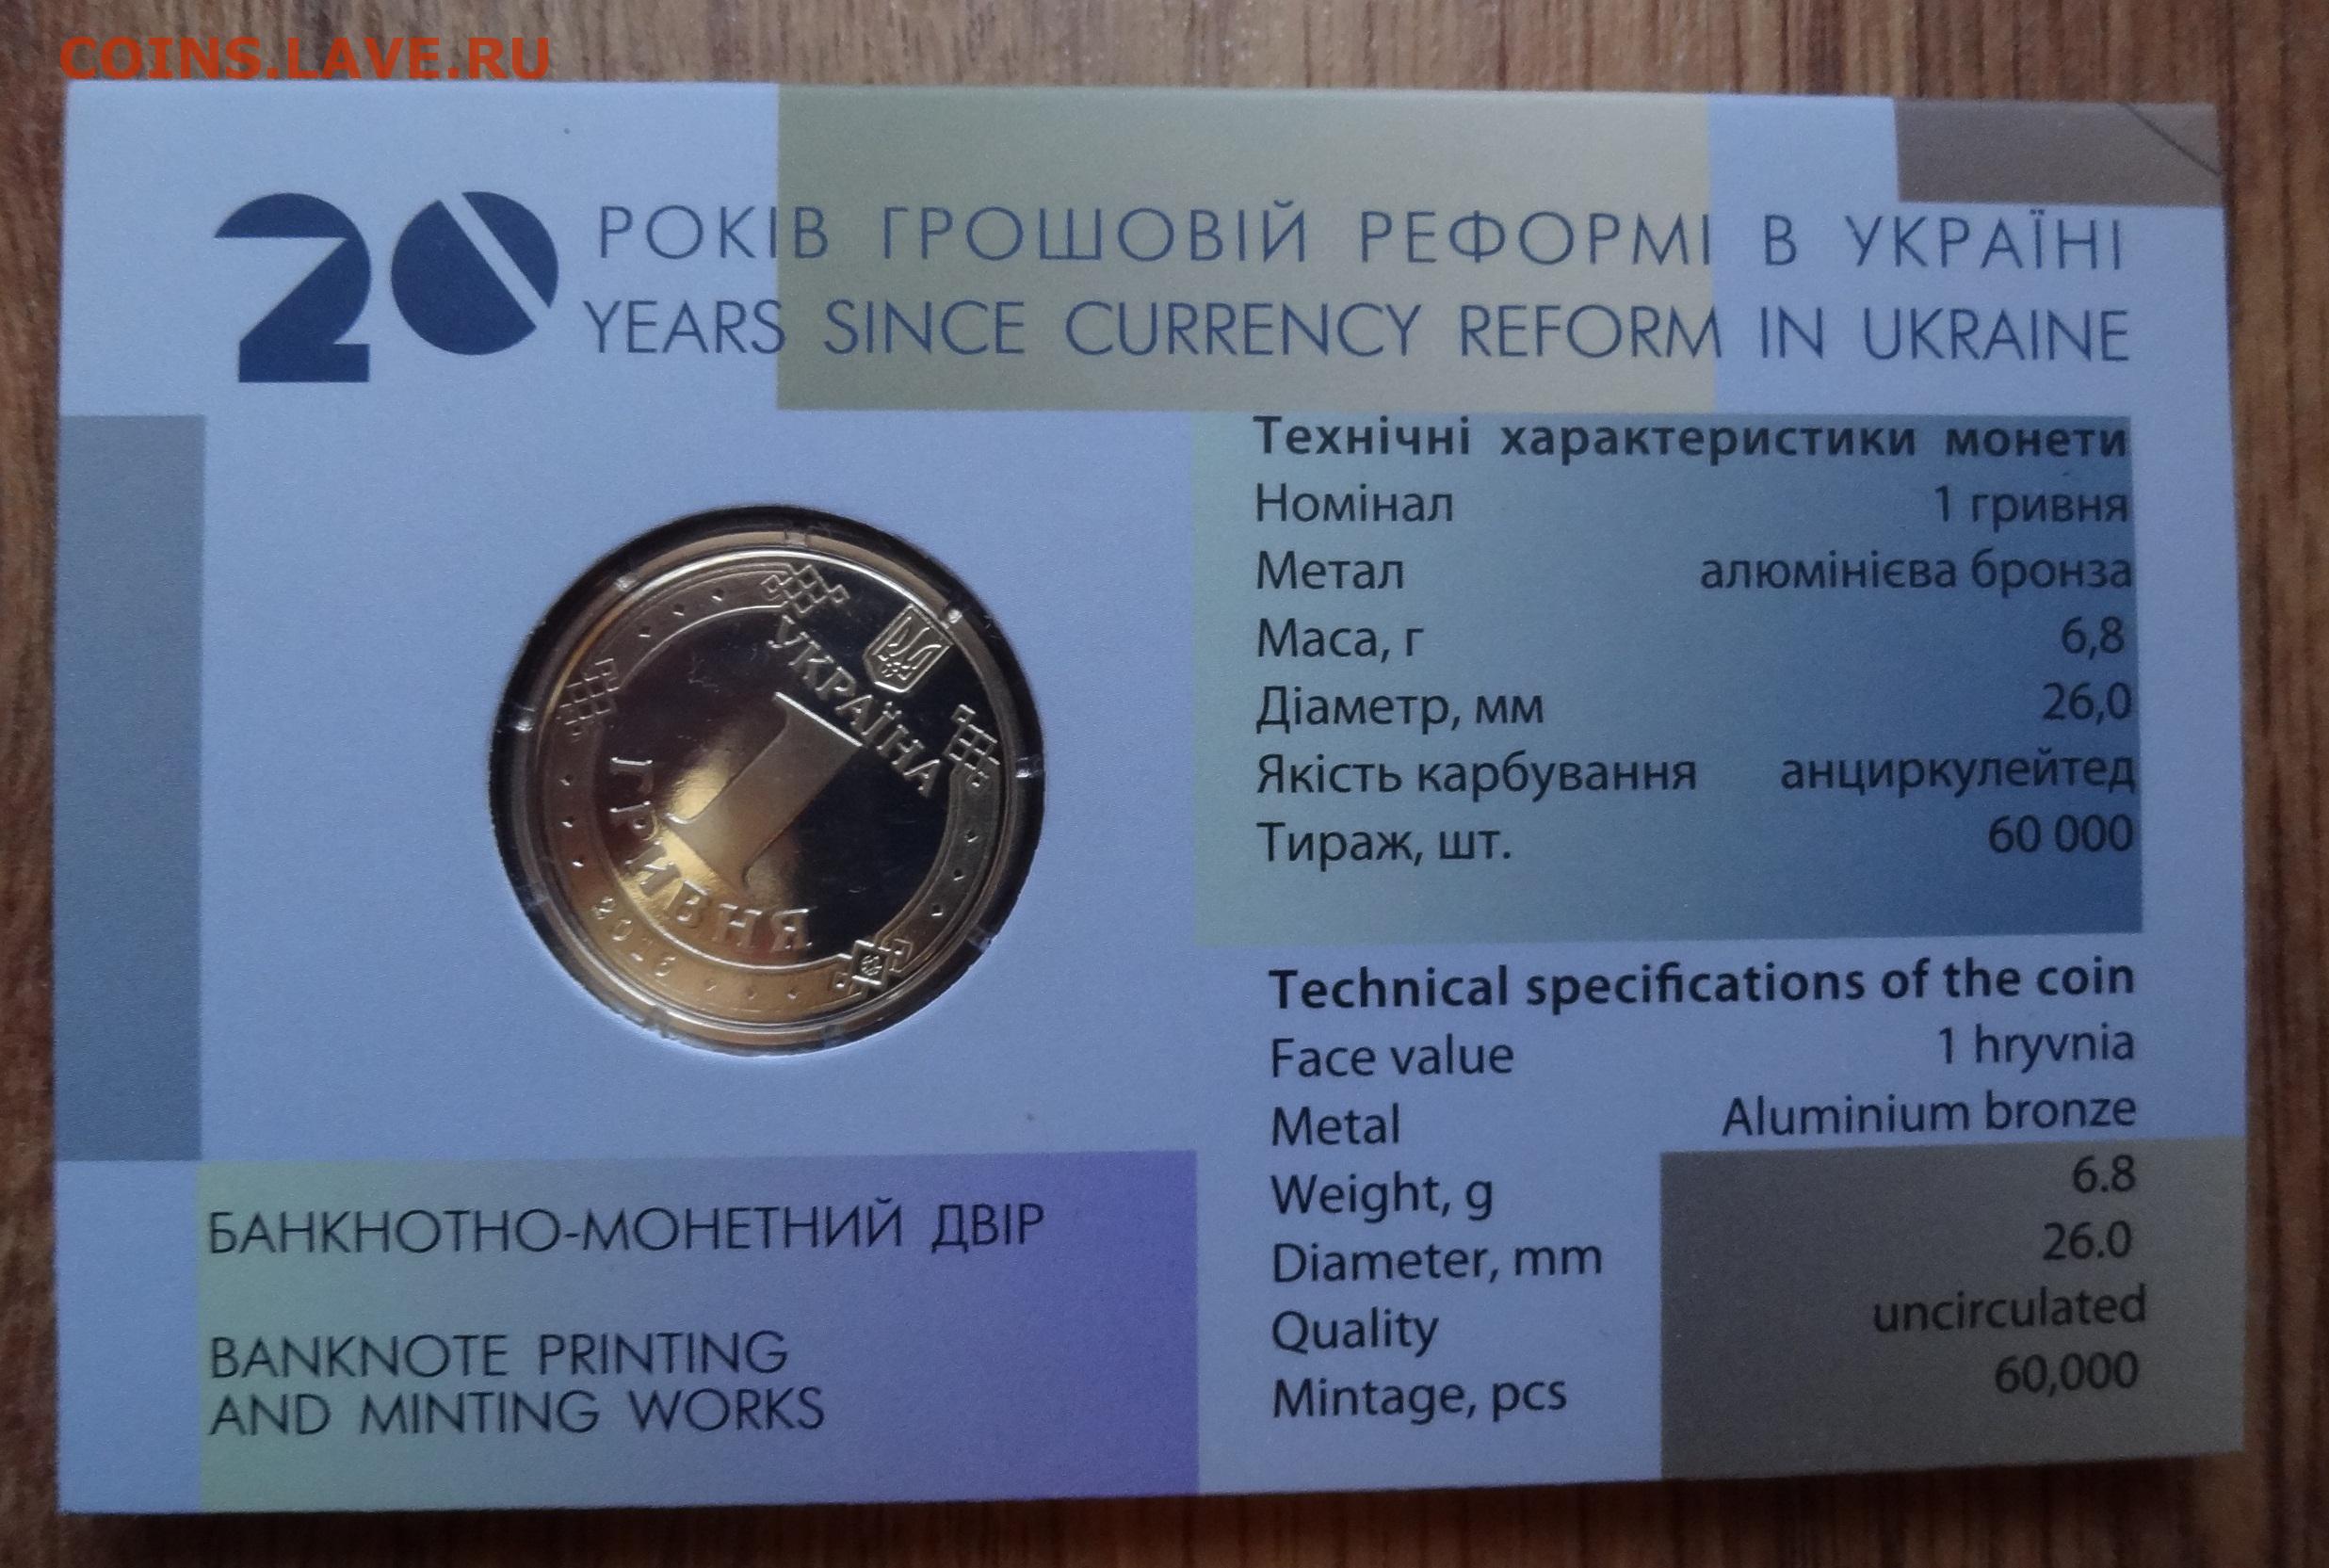 COINS.LAVE.RU
20 РОКІВ ГРОШОВІЙ РЕФОРМІ В УКРАЇНІ
YEARS SINCE CURRENCY REFORM IN UKRAINE
УКРАЇНА
1
ГРИВНЯ
2016
Технічні характеристики монети
Номінал 1 гривня
Метал алюмінієва бронза
Маса, г 6,8
Діаметр, мм 26,0
Якість карбування анциркулейтед
Тираж, шт. 60 000
Technical specifications of the coin
Face value 1 hryvnia
Metal Aluminium bronze
Weight, g 6.8
Diameter, mm 26.0
Quality uncirculated
Mintage, pcs 60,000
БАНКНОТНО-МОНЕТНИЙ ДВІР
BANKNOTE PRINTING
AND MINTING WORKS